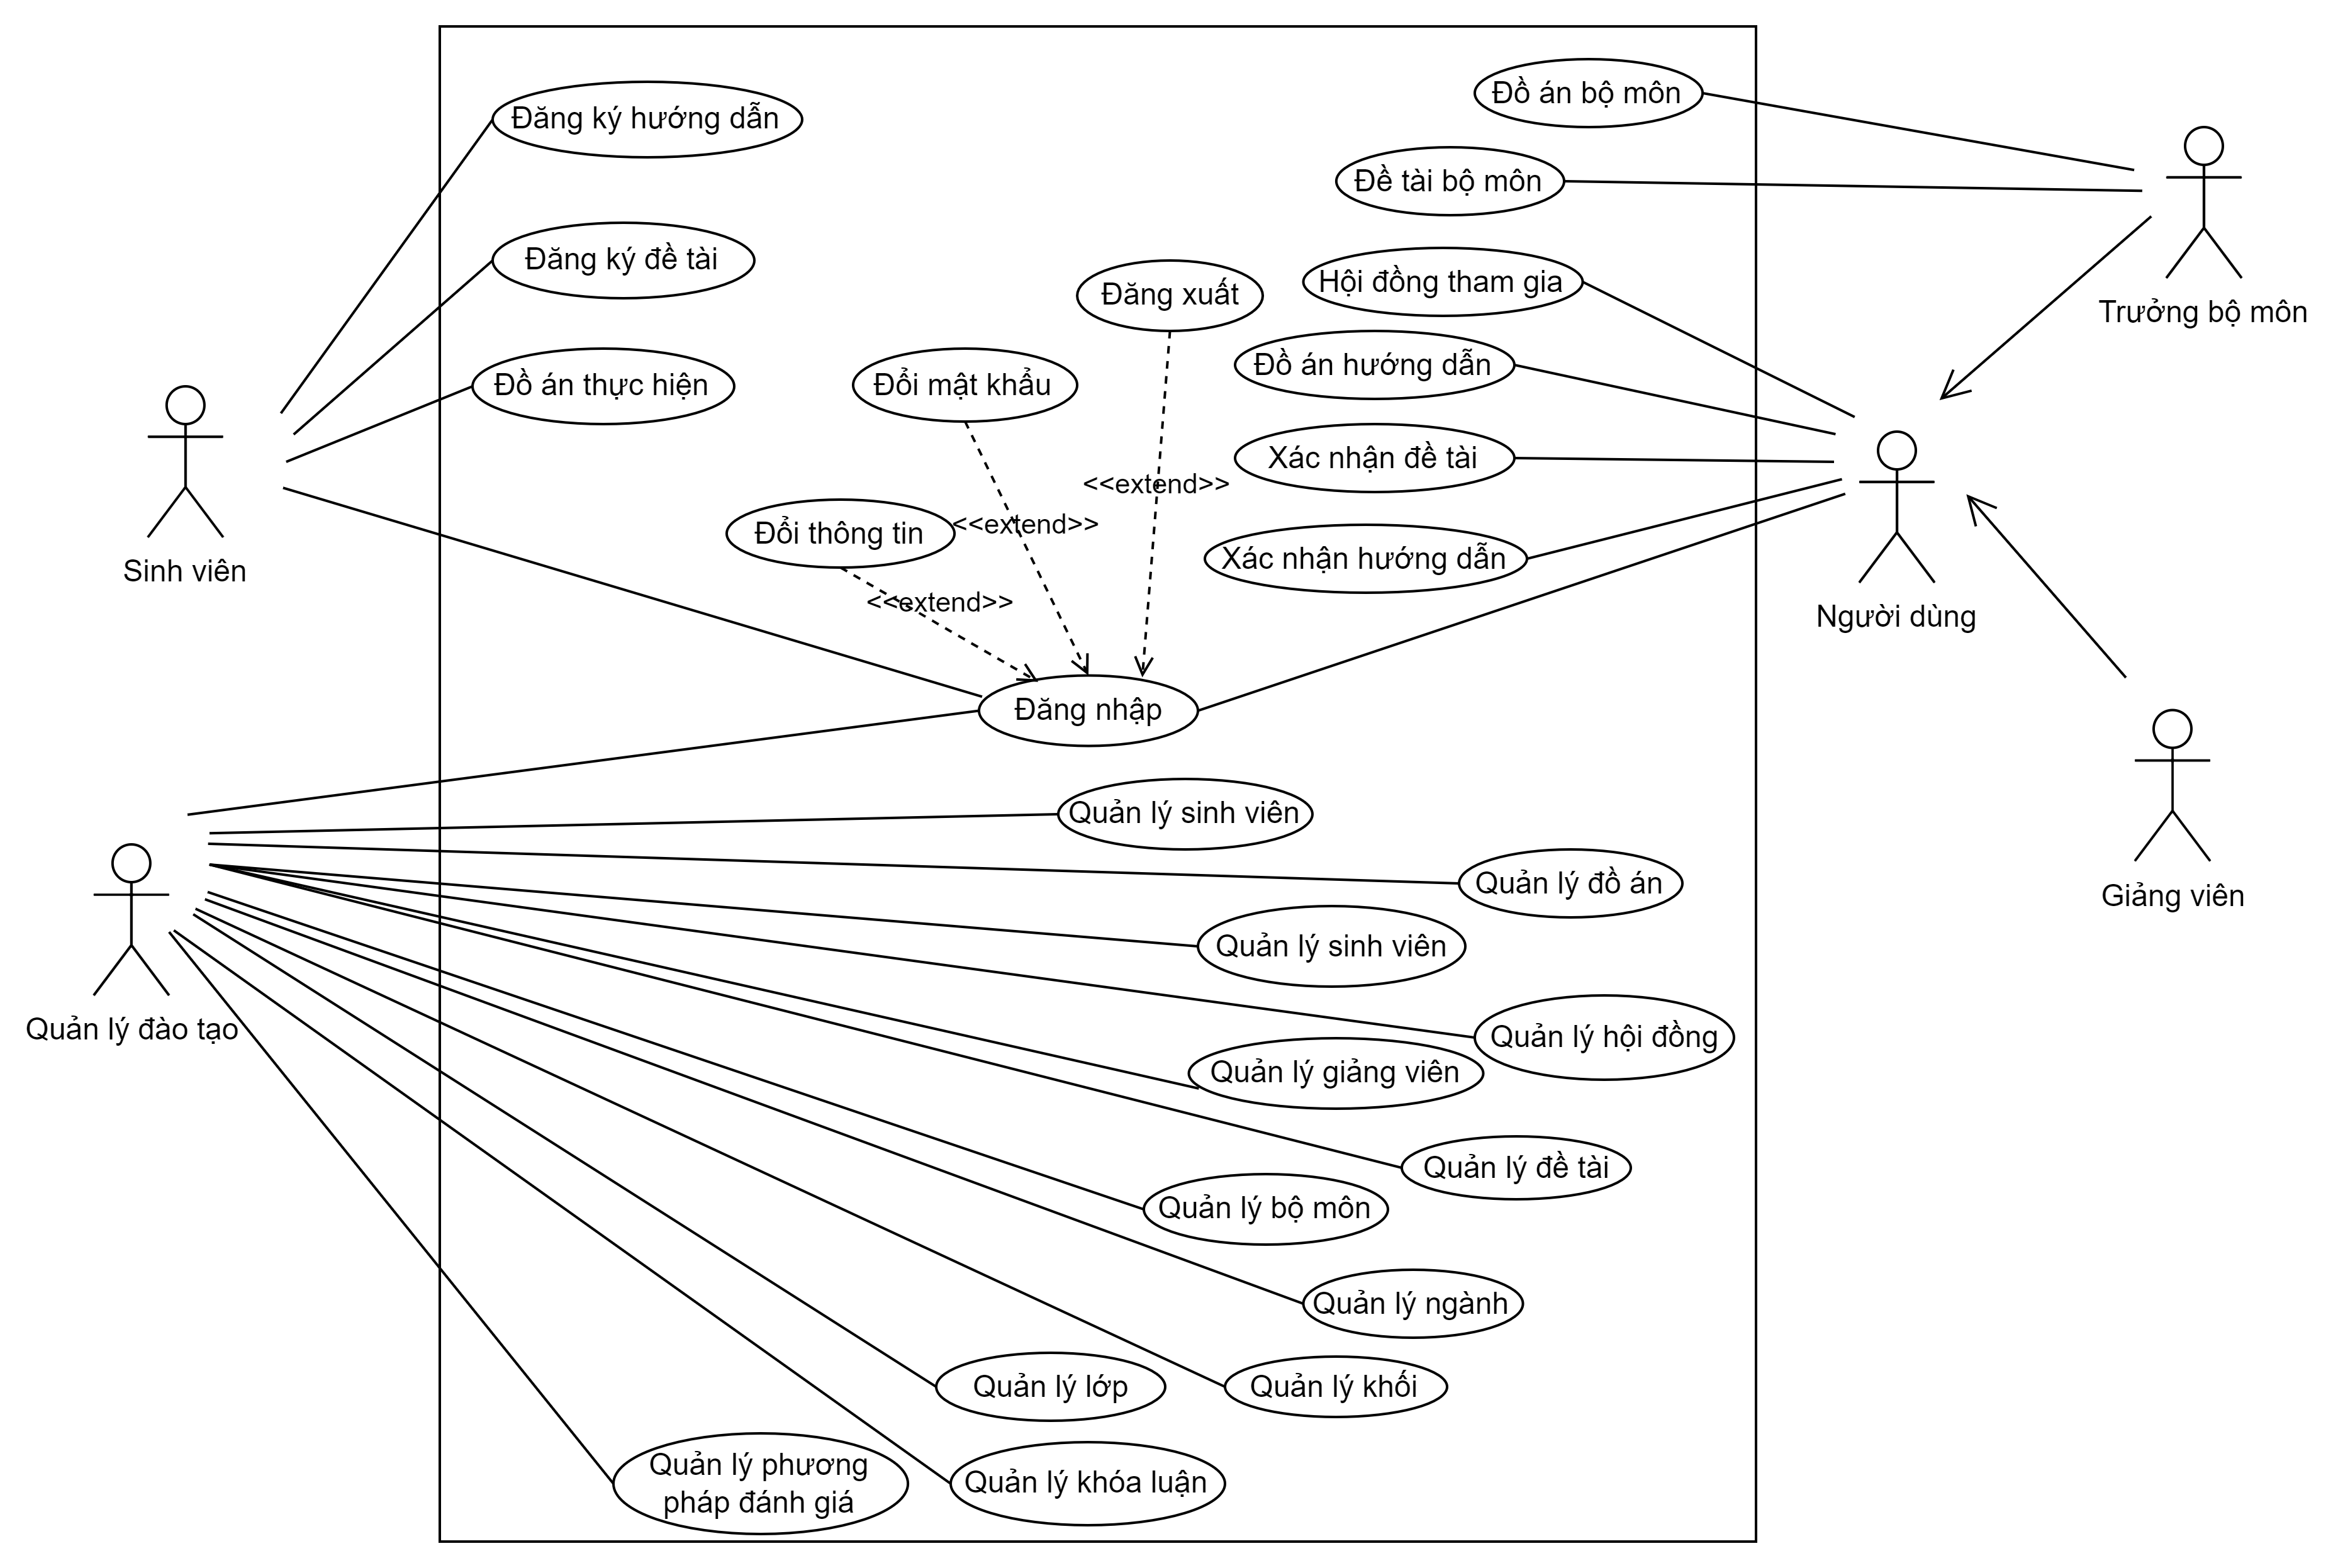 Đồ án bộ môn
Đăng ký hướng dẫn
Đề tài bộ môn
Đăng ký đề tài
Hội đồng tham gia
Đăng xuất
Trưởng bộ môn
Đồ án hướng dẫn
Đồ án thực hiện
Đổi mật khẩu
Xác nhận đề tài
<<extend>>
<<extend>>
Đổi thông tin
Xác nhận hướng dẫn
Sinh viên
<<extend>>
Người dùng
Đăng nhập
Quản lý sinh viên
Quản lý đồ án
Giảng viên
Quản lý sinh viên
Quản lý đào tạo
Quản lý hội đồng
Quản lý giảng viên
Quản lý đề tài
Quản lý bộ môn
Quản lý ngành
Quản lý lớp
Quản lý khối
Quản lý phương
pháp đánh giá
Quản lý khóa luận